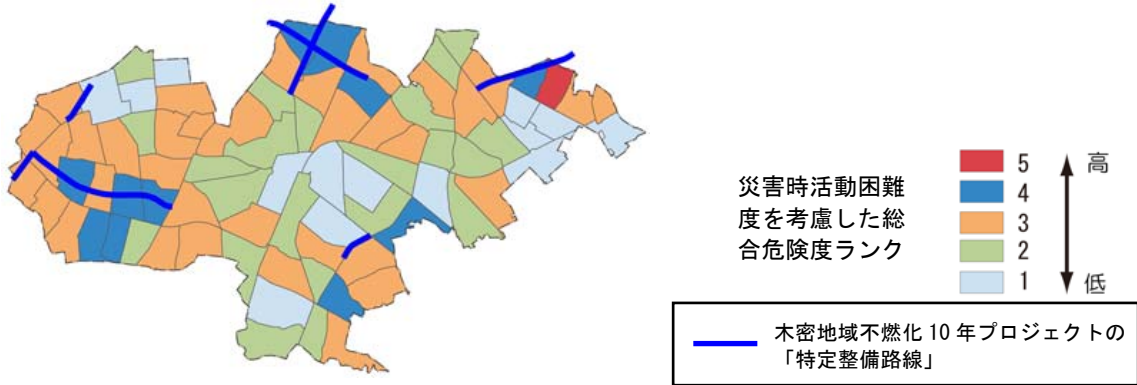 災害時活動困難
度を考慮した総
合危険度ランク
5 高
4
3
2
1 低
木密地域不燃化 10 年プロジェクトの
「特定整備路線」